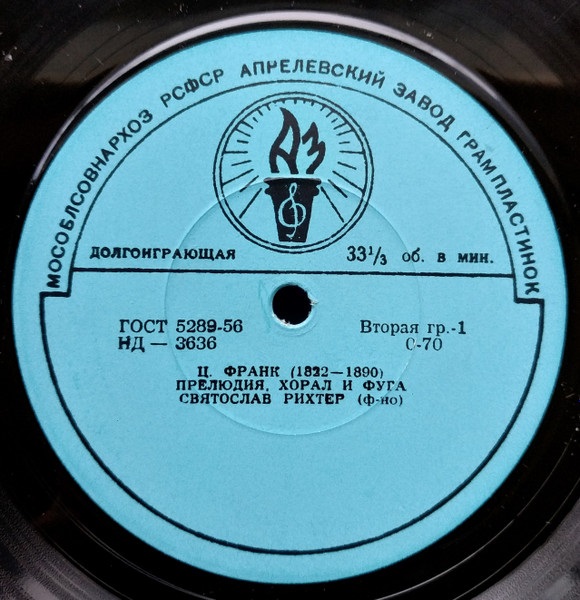 МОСОБЛСОВНАРХОЗ РСФСР АПРЕЛЕВСКИЙ ЗАВОД ГРАМПЛАСТИНОК
АЗ
ДОЛГОИГРАЮЩАЯ 33⅓ об. в мин.
ГОСТ 5289-56 Вторая гр.-1
НД — 3636 0-70
Ц. ФРАНК (1822—1890)
ПРЕЛЮДИЯ, ХОРАЛ И ФУГА
СВЯТОСЛАВ РИХТЕР (ф-но)